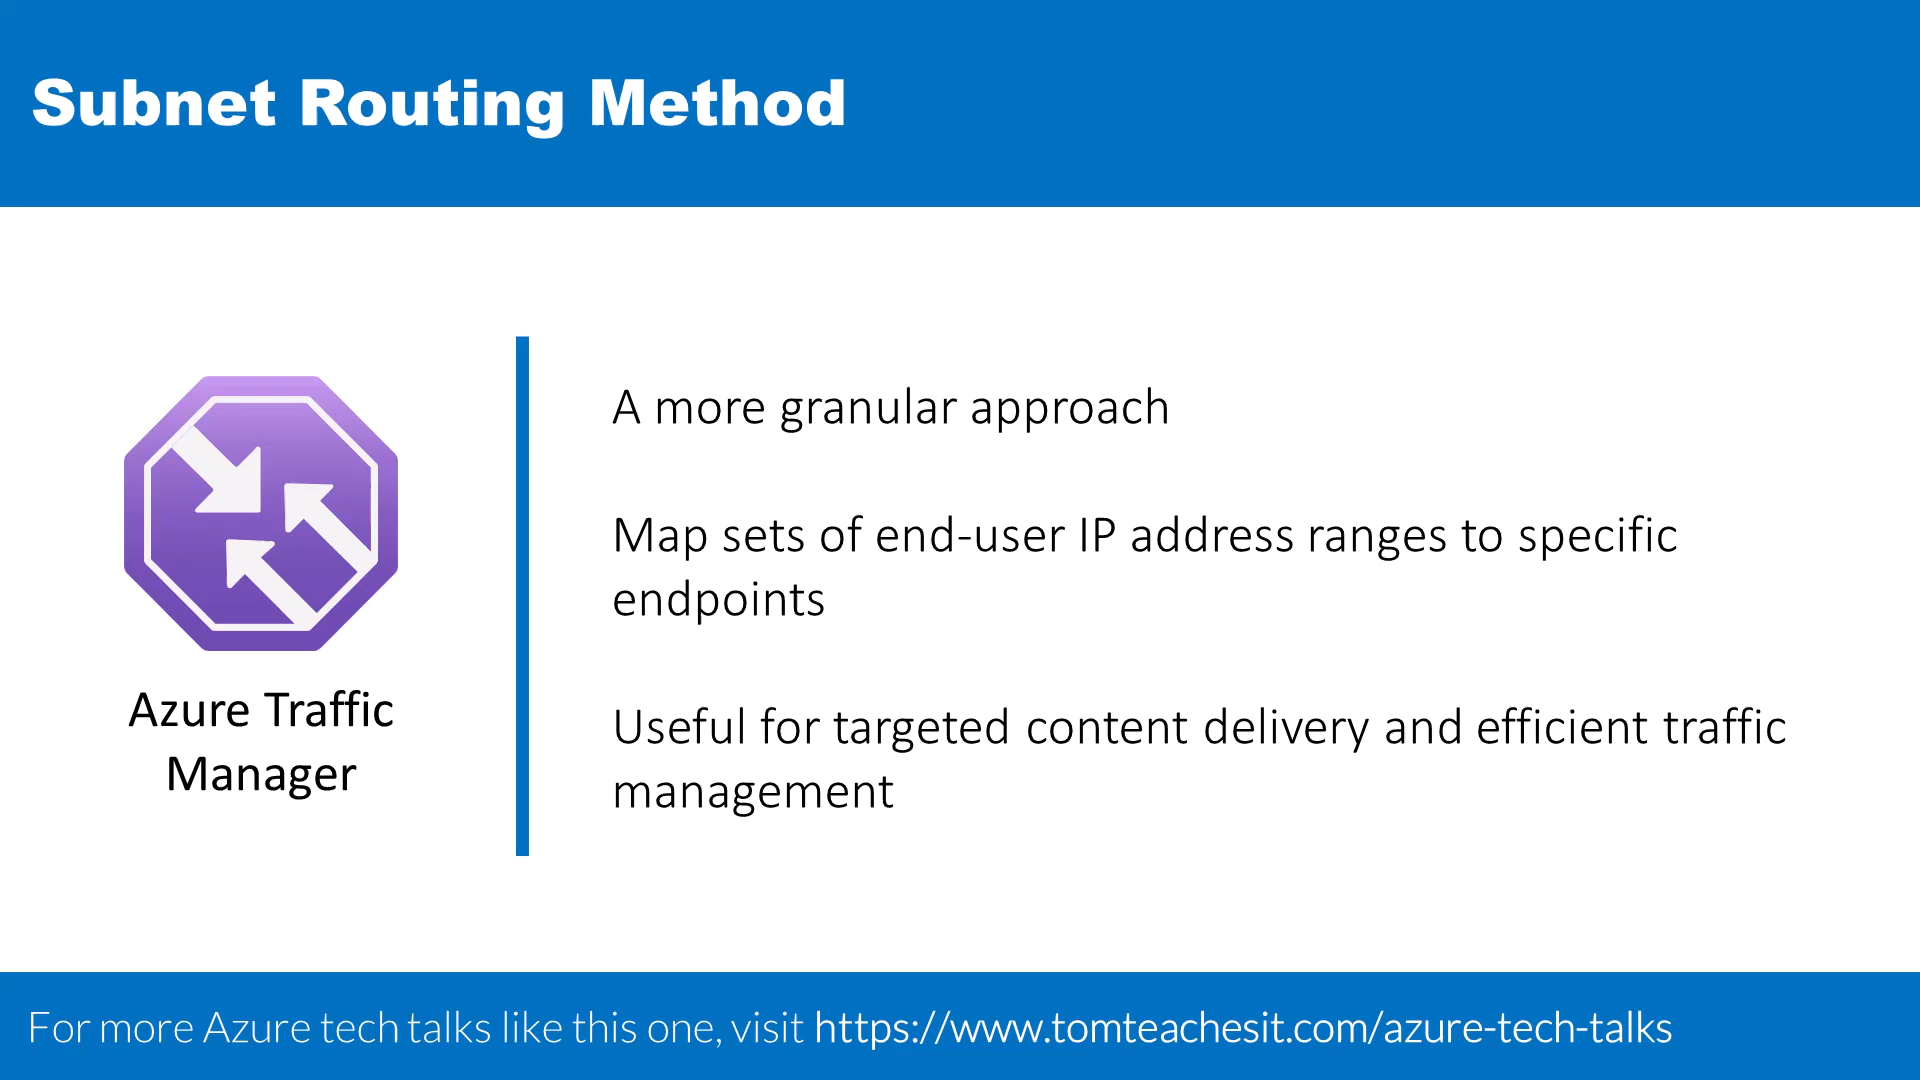 Subnet Routing Method
Azure Traffic
Manager
A more granular approach
Map sets of end-user IP address ranges to specific
endpoints
Useful for targeted content delivery and efficient traffic
management
For more Azure tech talks like this one, visit https://www.tomteachesit.com/azure-tech-talks